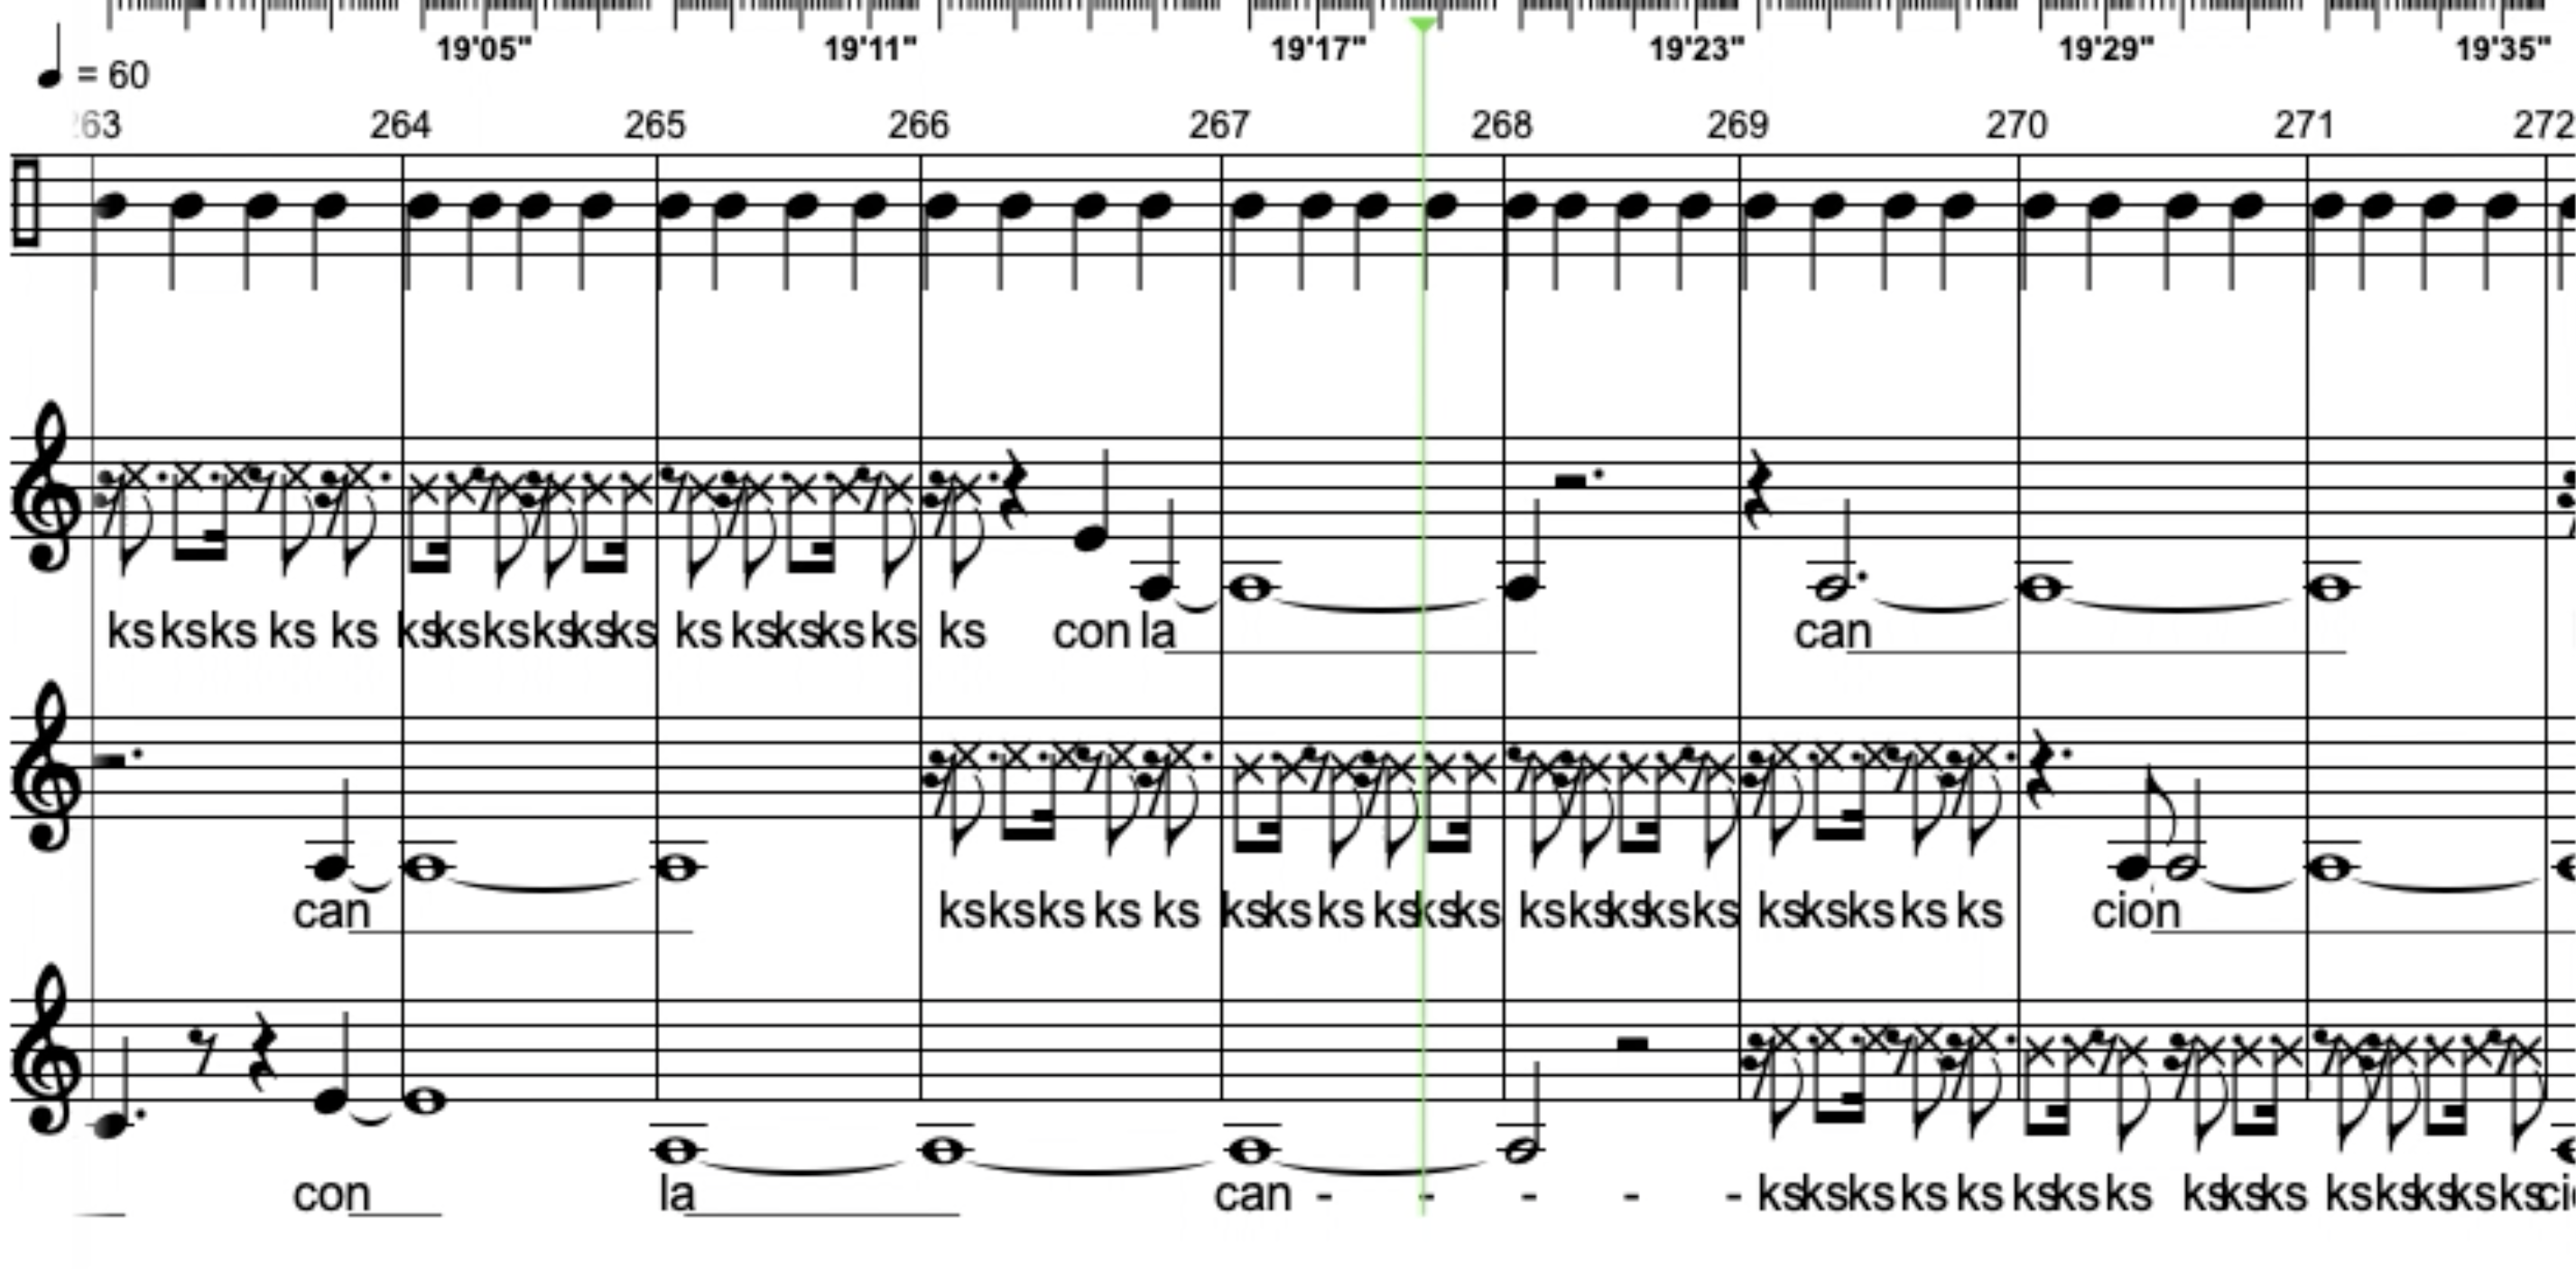 19'05" 19'11" 19'17" 19'23" 19'29" 19'35"
= 60
263 264 265 266 267 268 269 270 271 272
ks ks ks ks ks ks ks ks ks ks ks ks ks ks ks ks ks con la can
can ks ks ks ks ks ks ks ks ks ks ks ks ks ks ks ks ks ks ks ks ks cion
con la can - - - - - ks ks ks ks ks ks ks ks ks ks ks ks ks ks ks ks